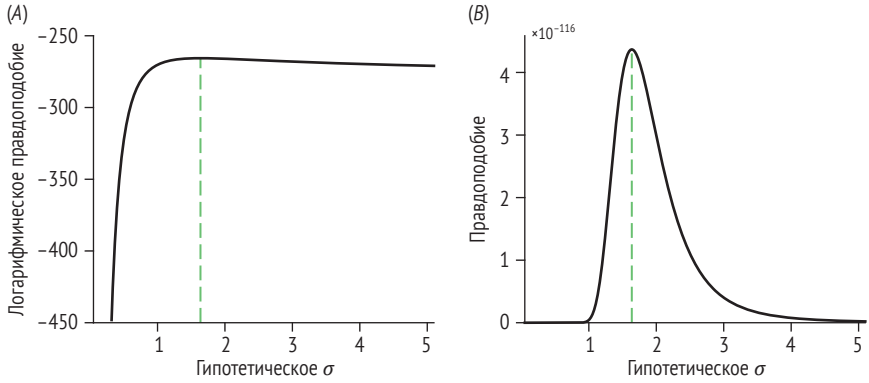 (A)
Логарифмическое правдоподобие
−250
−300
−350
−400
−450
1 2 3 4 5
Гипотетическое σ
(B)
×10⁻¹¹⁶
Правдоподобие
4
3
2
1
0
1 2 3 4 5
Гипотетическое σ